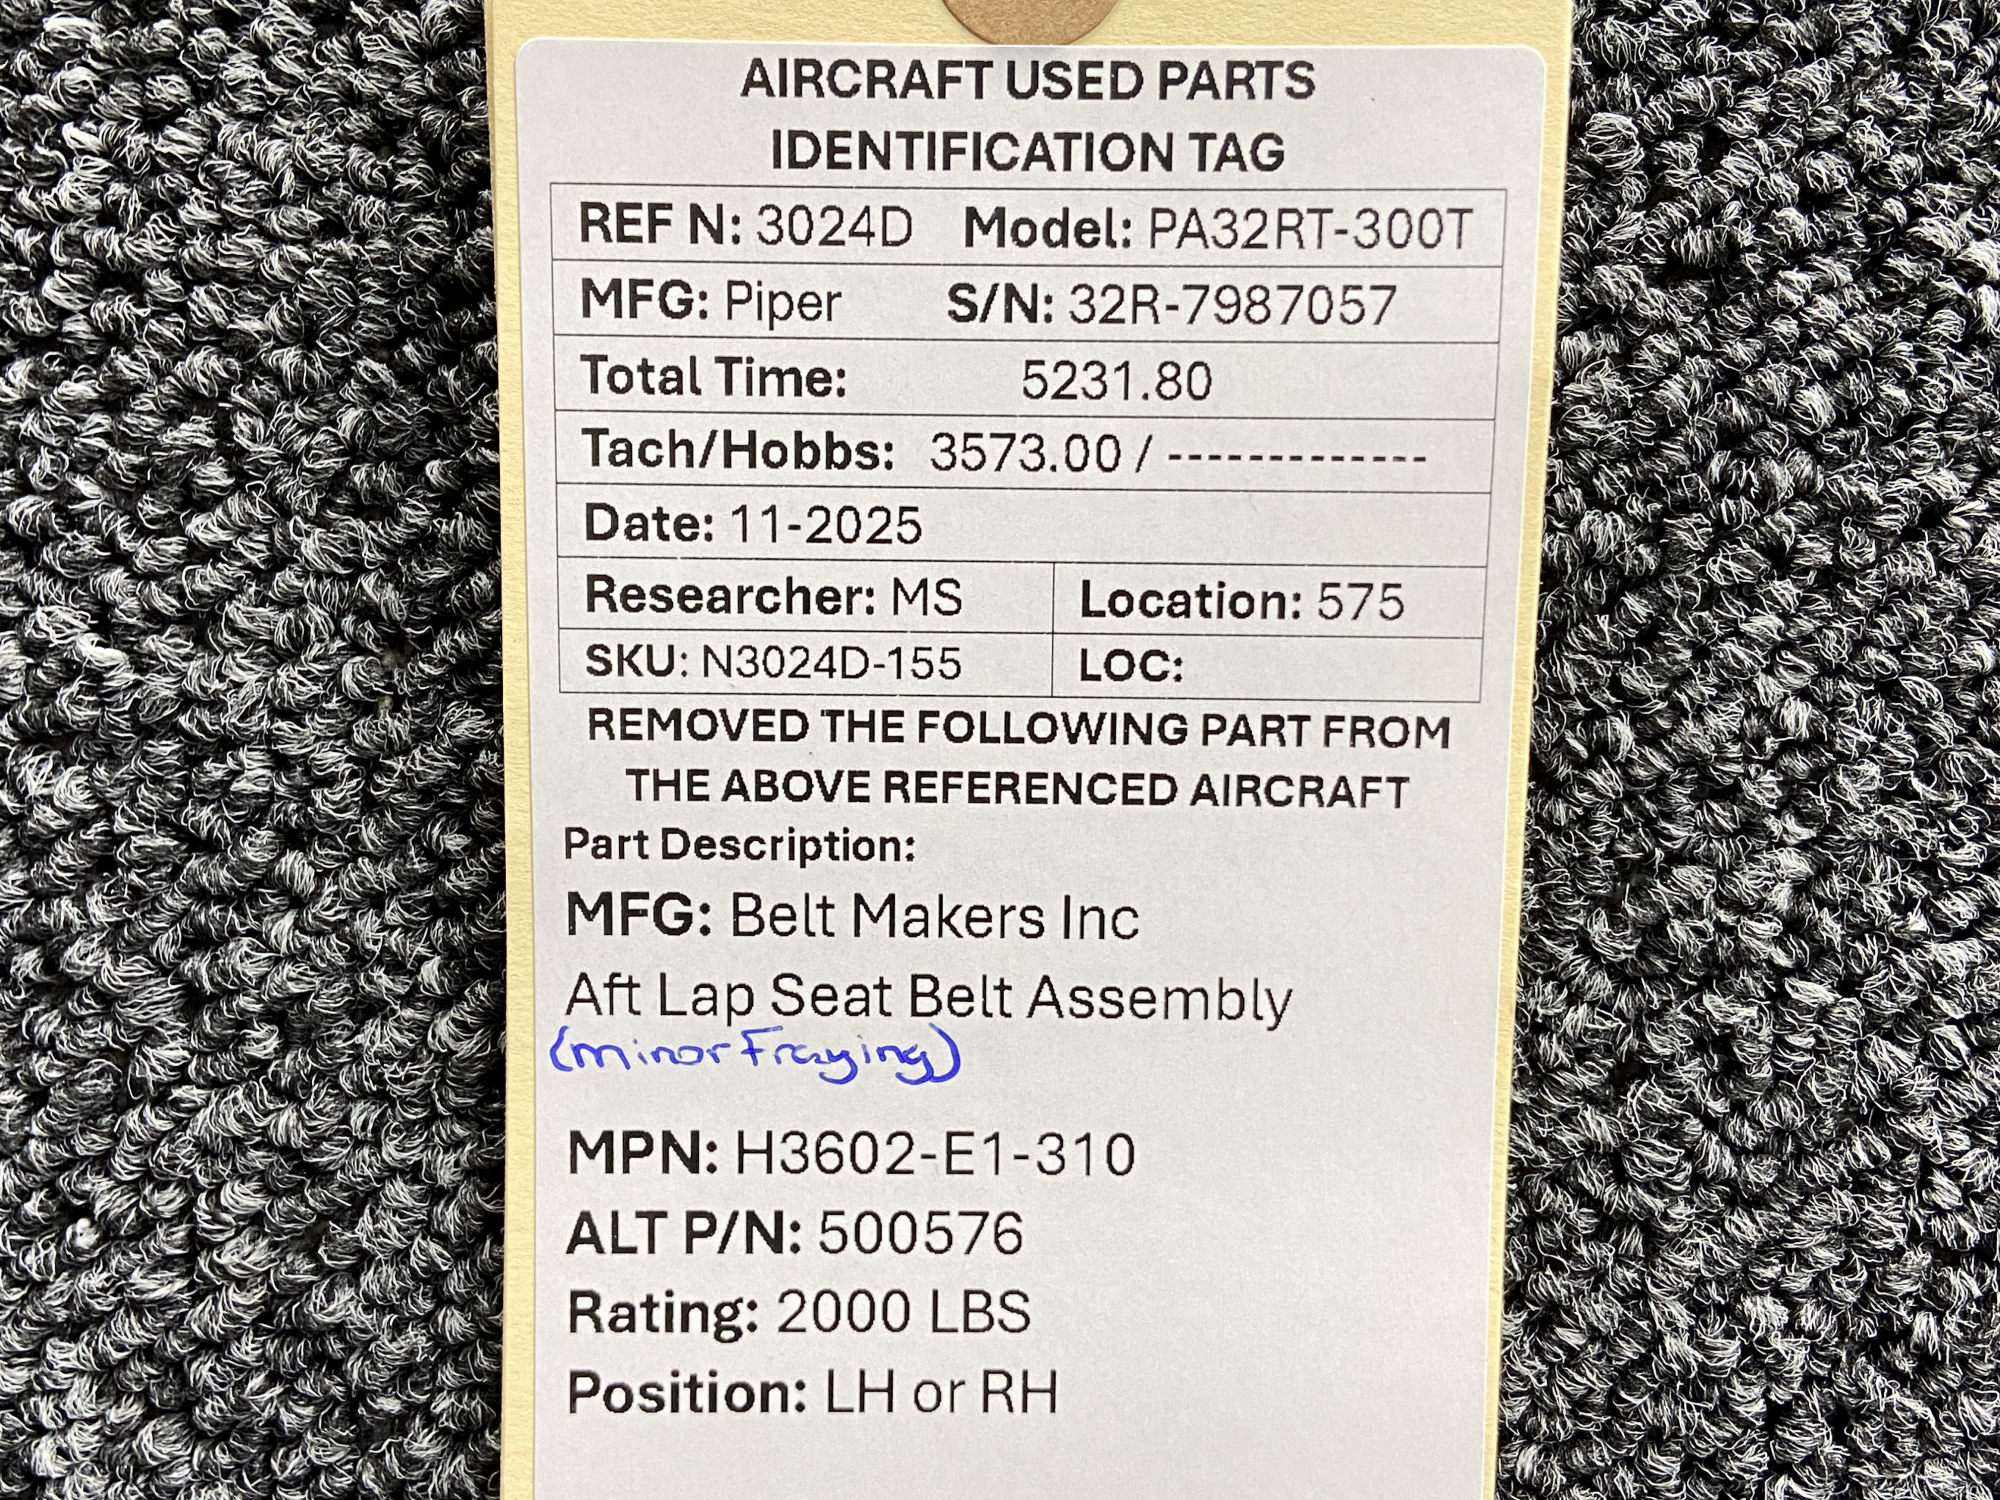 AIRCRAFT USED PARTS
IDENTIFICATION TAG
REF N: 3024D Model: PA32RT-300T
MFG: Piper S/N: 32R-7987057
Total Time: 5231.80
Tach/Hobbs: 3573.00 / -------------
Date: 11-2025
Researcher: MS Location: 575
SKU: N3024D-155 LOC:
REMOVED THE FOLLOWING PART FROM
THE ABOVE REFERENCED AIRCRAFT
Part Description:
MFG: Belt Makers Inc
Aft Lap Seat Belt Assembly
(minor Fraying)
MPN: H3602-E1-310
ALT P/N: 500576
Rating: 2000 LBS
Position: LH or RH